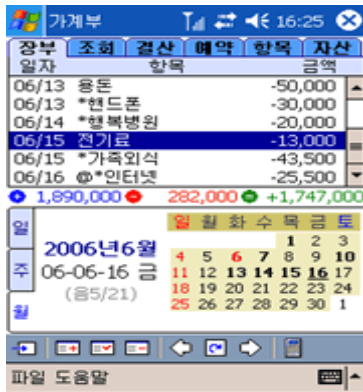 가계부 16:25
장부 조회 결산 예약 항목 자산
일자 항목 금액
06/13 용돈 -50,000
06/13 *핸드폰 -30,000
06/14 *행복병원 -20,000
06/15 전기료 -13,000
06/15 *가족외식 -43,500
06/16 @*인터넷 -25,500
1,890,000 282,000 +1,747,000
일 주 월
2006년6월
06-06-16 금
(음5/21)
일 월 화 수 목 금 토
1 2 3
4 5 6 7 8 9 10
11 12 13 14 15 16 17
18 19 20 21 22 23 24
25 26 27 28 29 30 1
파일 도움말